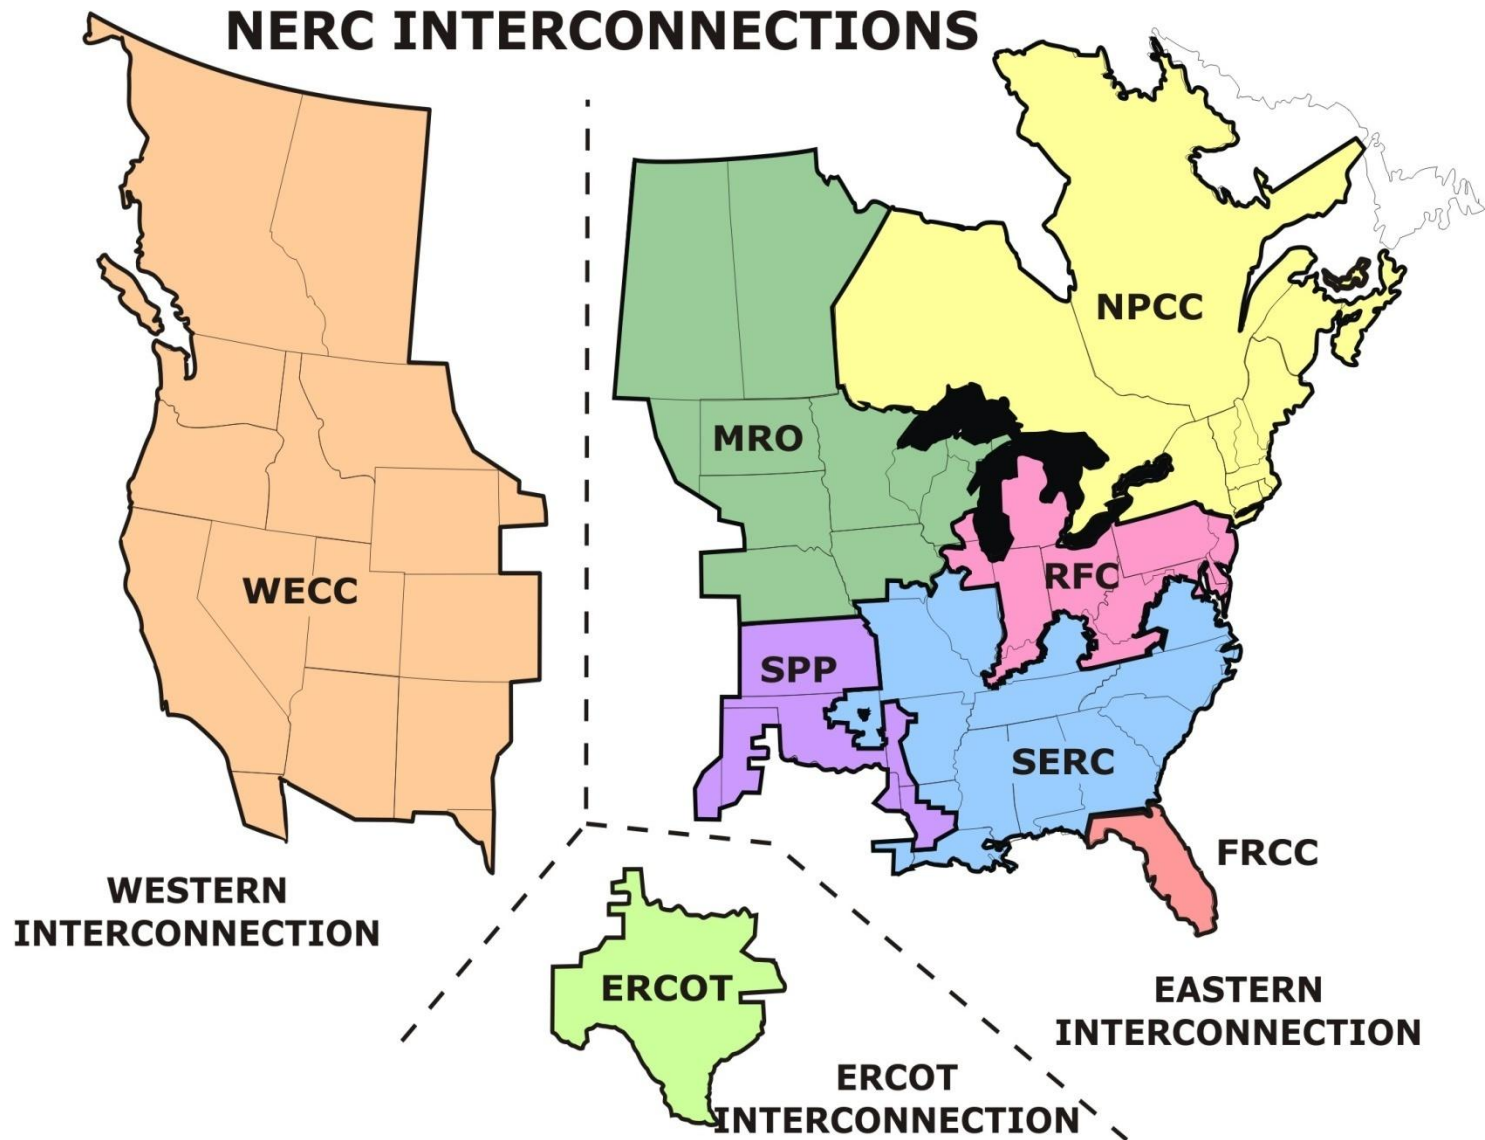 NERC INTERCONNECTIONS
NPCC
MRO
RFC
WECC
SPP
SERC
FRCC
WESTERN
INTERCONNECTION
ERCOT
EASTERN
INTERCONNECTION
ERCOT
INTERCONNECTION